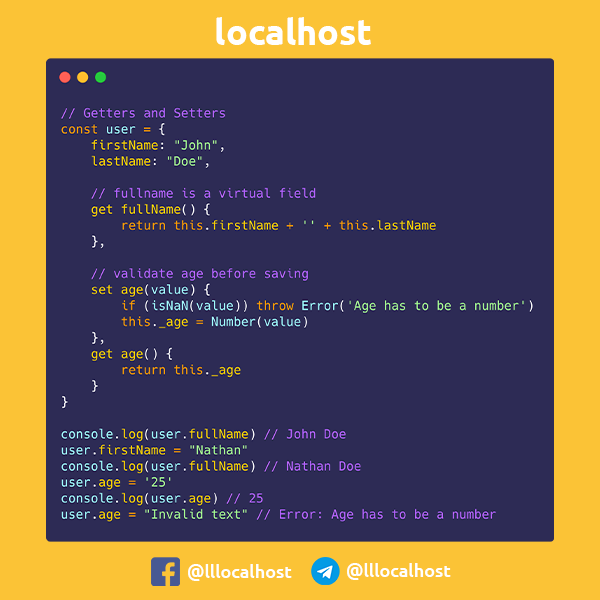 localhost
// Getters and Setters
const user = {
    firstName: "John",
    lastName: "Doe",

    // fullname is a virtual field
    get fullName() {
        return this.firstName + '' + this.lastName
    },

    // validate age before saving
    set age(value) {
        if (isNaN(value)) throw Error('Age has to be a number')
        this._age = Number(value)
    },
    get age() {
        return this._age
    }
}

console.log(user.fullName) // John Doe
user.firstName = "Nathan"
console.log(user.fullName) // Nathan Doe
user.age = '25'
console.log(user.age) // 25
user.age = "Invalid text" // Error: Age has to be a number
@lllocalhost @lllocalhost